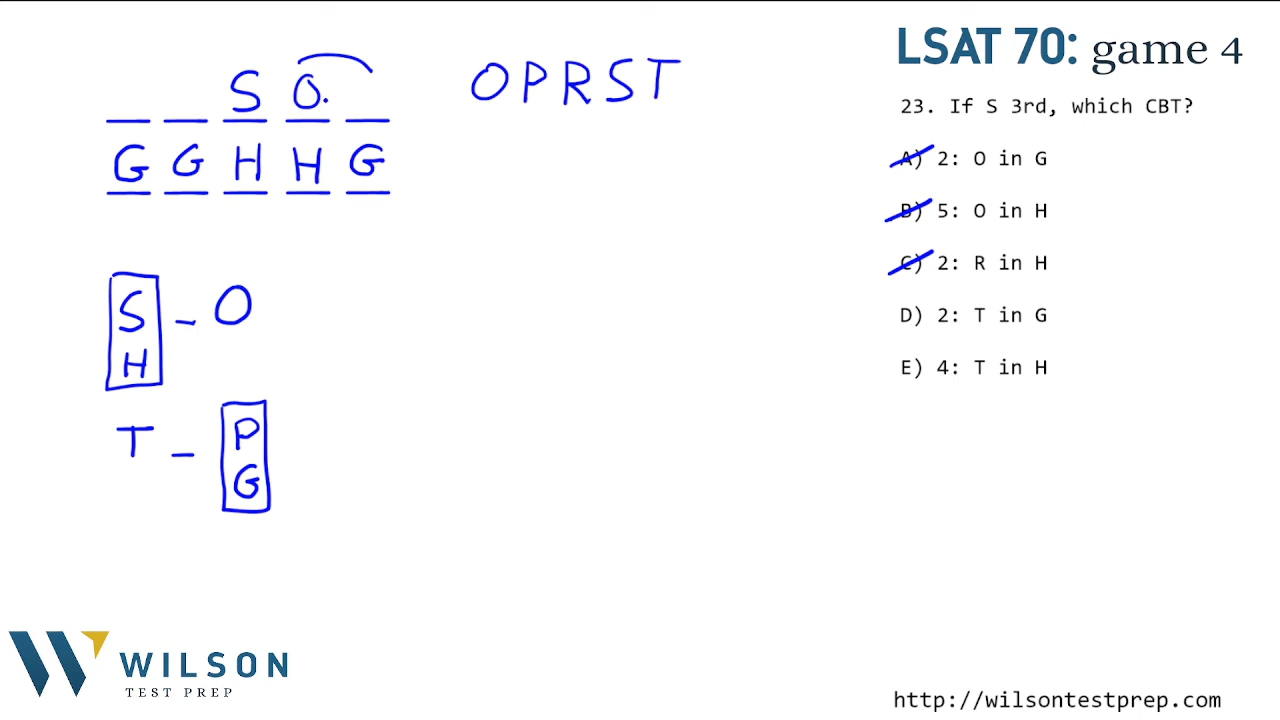 LSAT 70: game 4
S O.
O P R S T
G G H H G
23. If S 3rd, which CBT?
A) 2: O in G
B) 5: O in H
C) 2: R in H
D) 2: T in G
E) 4: T in H
S - O
H
T - P
G
WILSON
TEST PREP
http://wilsontestprep.com